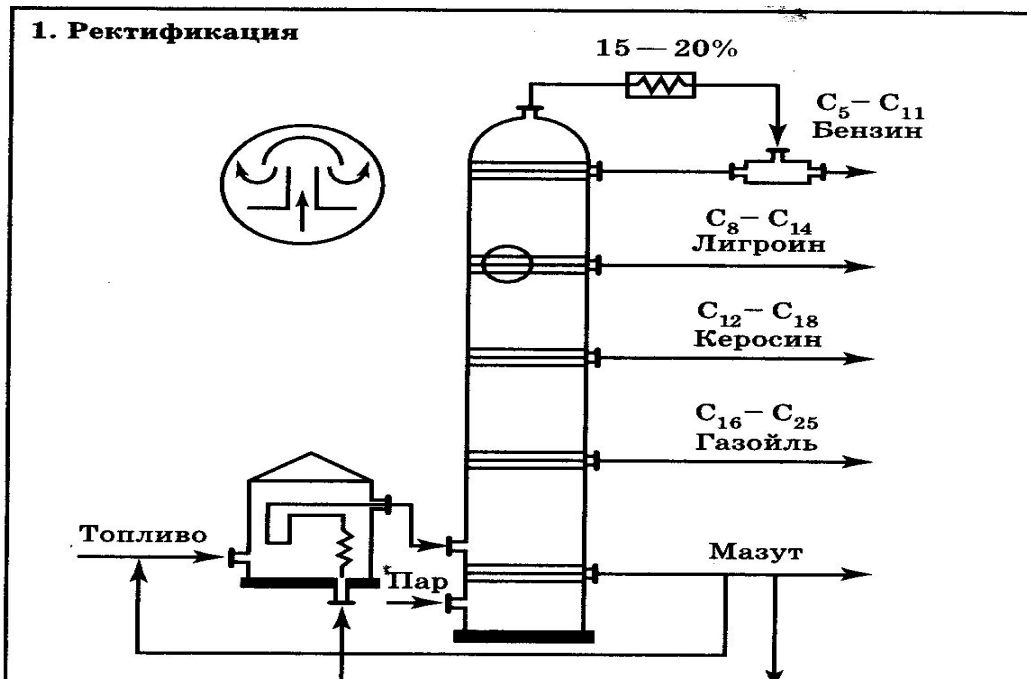 1. Ректификация
15 — 20%
C₅– C₁₁
Бензин
C₈– C₁₄
Лигроин
C₁₂– C₁₈
Керосин
C₁₆– C₂₅
Газойль
Топливо
Пар
Мазут